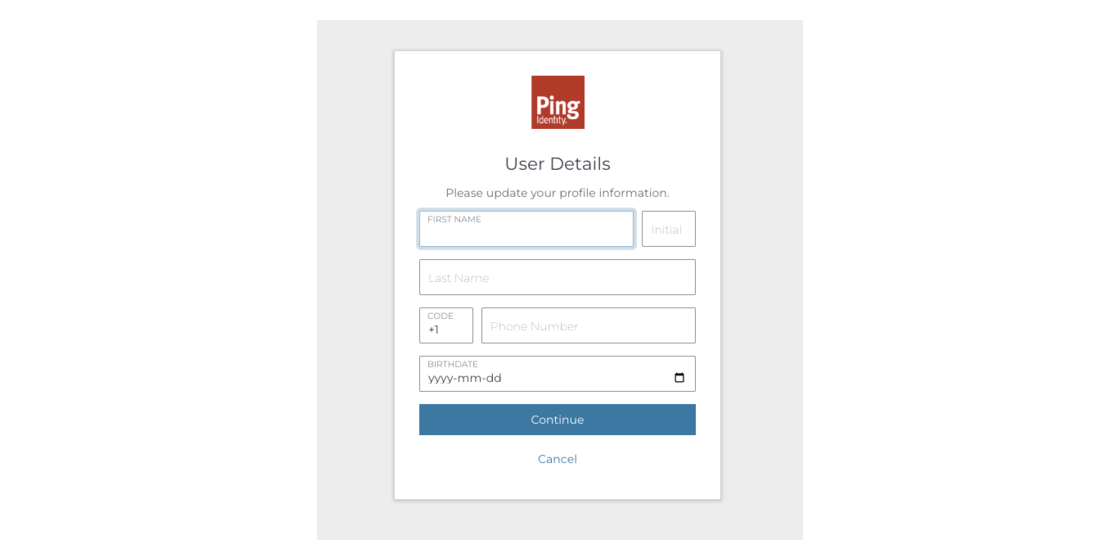 Ping
Identity.
User Details
Please update your profile information.
FIRST NAME
Initial
Last Name
CODE
+1
Phone Number
BIRTHDATE
yyyy-mm-dd
Continue
Cancel